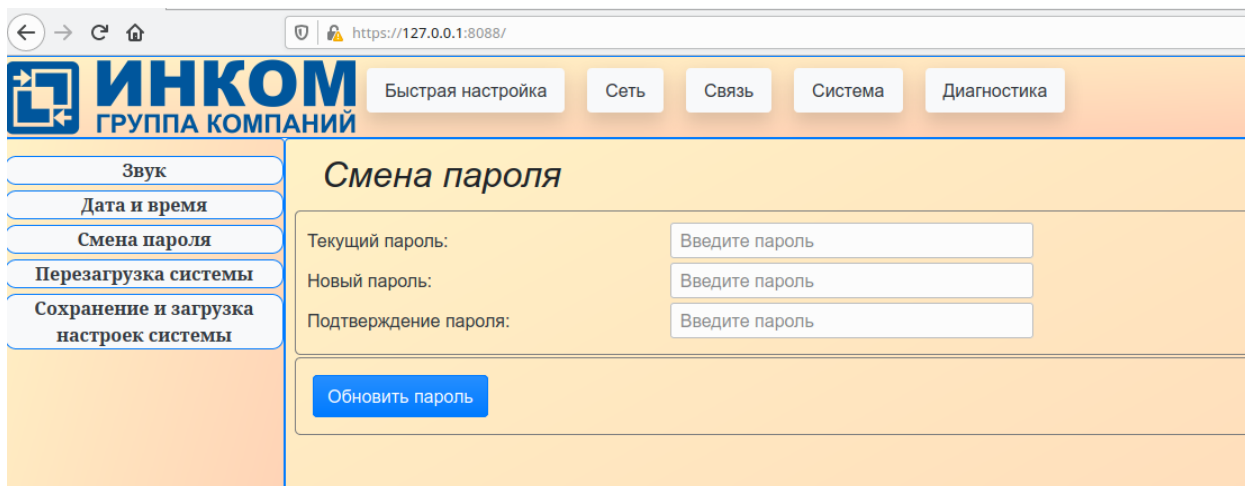 https://127.0.0.1:8088/
ИНКОМ
ГРУППА КОМПАНИЙ
Быстрая настройка Сеть Связь Система Диагностика
Звук
Дата и время
Смена пароля
Перезагрузка системы
Сохранение и загрузка
настроек системы
Смена пароля
Текущий пароль: Введите пароль
Новый пароль: Введите пароль
Подтверждение пароля: Введите пароль
Обновить пароль